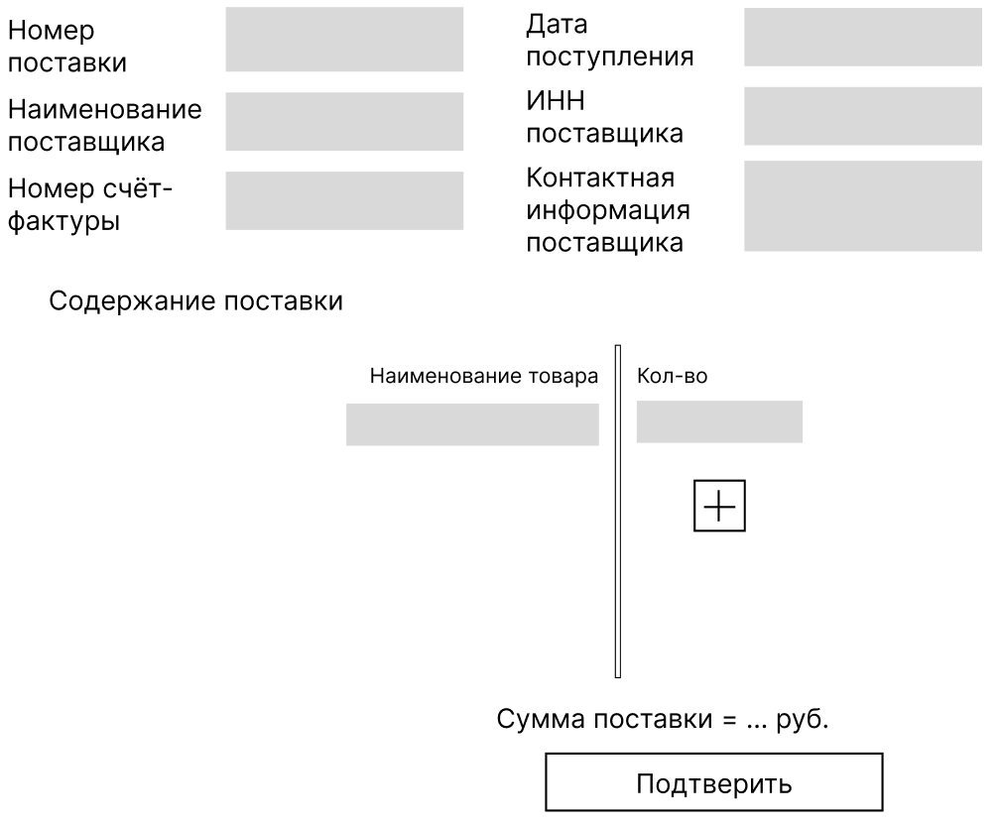 Номер
поставки
Дата
поступления
Наименование
поставщика
ИНН
поставщика
Номер счёт-
фактуры
Контактная
информация
поставщика
Содержание поставки
Наименование товара
Кол-во
Сумма поставки = ... руб.
Подтверить